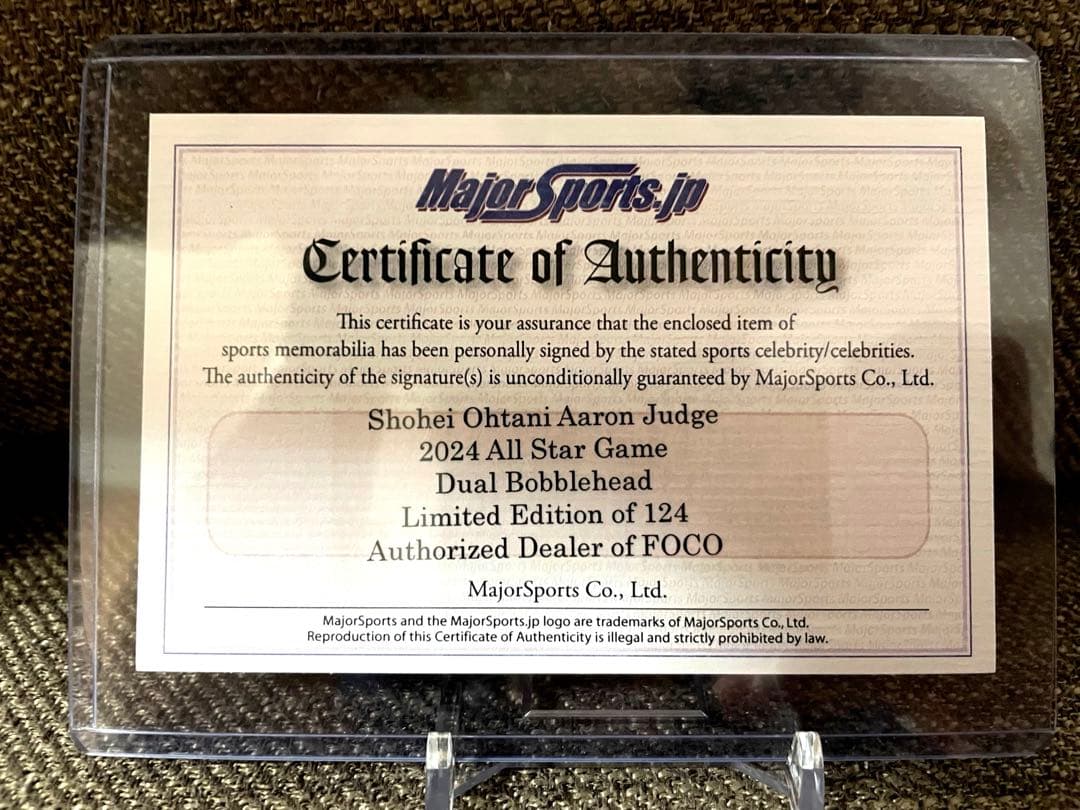 MajorSports.jp
Certificate of Authenticity
This certificate is your assurance that the enclosed item of
sports memorabilia has been personally signed by the stated sports celebrity/celebrities.
The authenticity of the signature(s) is unconditionally guaranteed by MajorSports Co., Ltd.
Shohei Ohtani Aaron Judge
2024 All Star Game
Dual Bobblehead
Limited Edition of 124
Authorized Dealer of FOCO
MajorSports Co., Ltd.
MajorSports and the MajorSports.jp logo are trademarks of MajorSports Co., Ltd.
Reproduction of this Certificate of Authenticity is illegal and strictly prohibited by law.